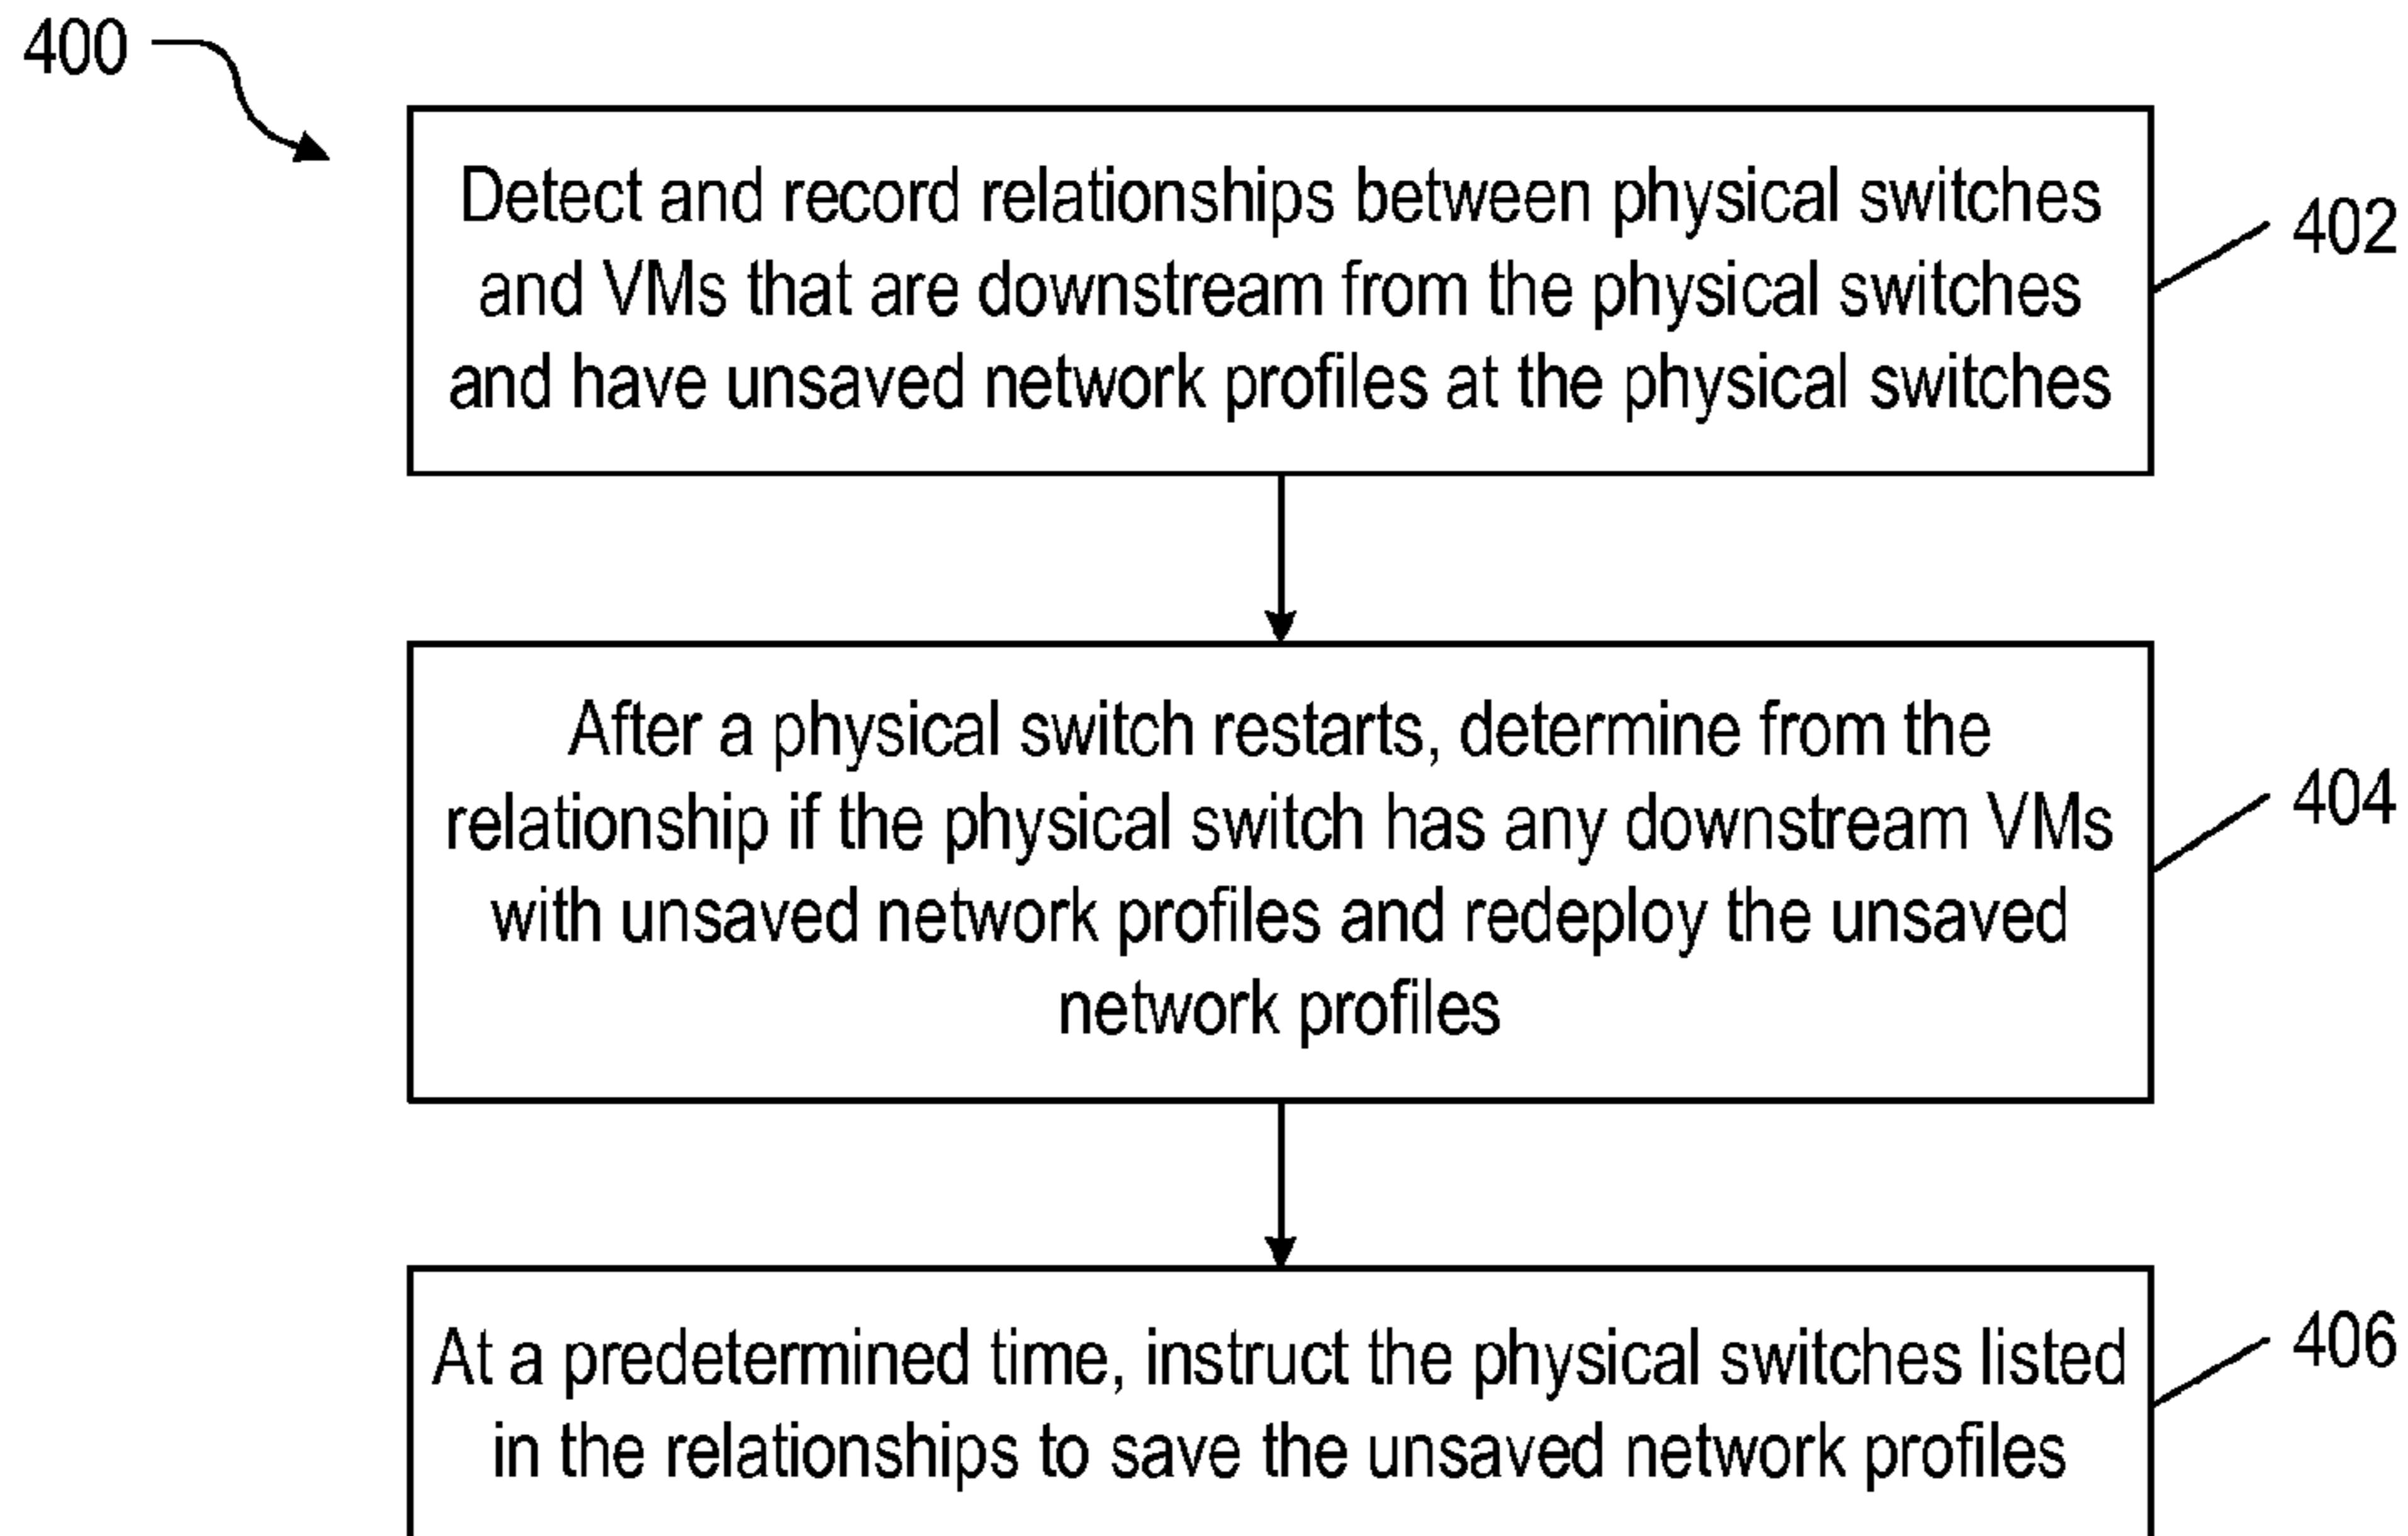 400
Detect and record relationships between physical switches
and VMs that are downstream from the physical switches
and have unsaved network profiles at the physical switches
402
After a physical switch restarts, determine from the
relationship if the physical switch has any downstream VMs
with unsaved network profiles and redeploy the unsaved
network profiles
404
At a predetermined time, instruct the physical switches listed
in the relationships to save the unsaved network profiles
406